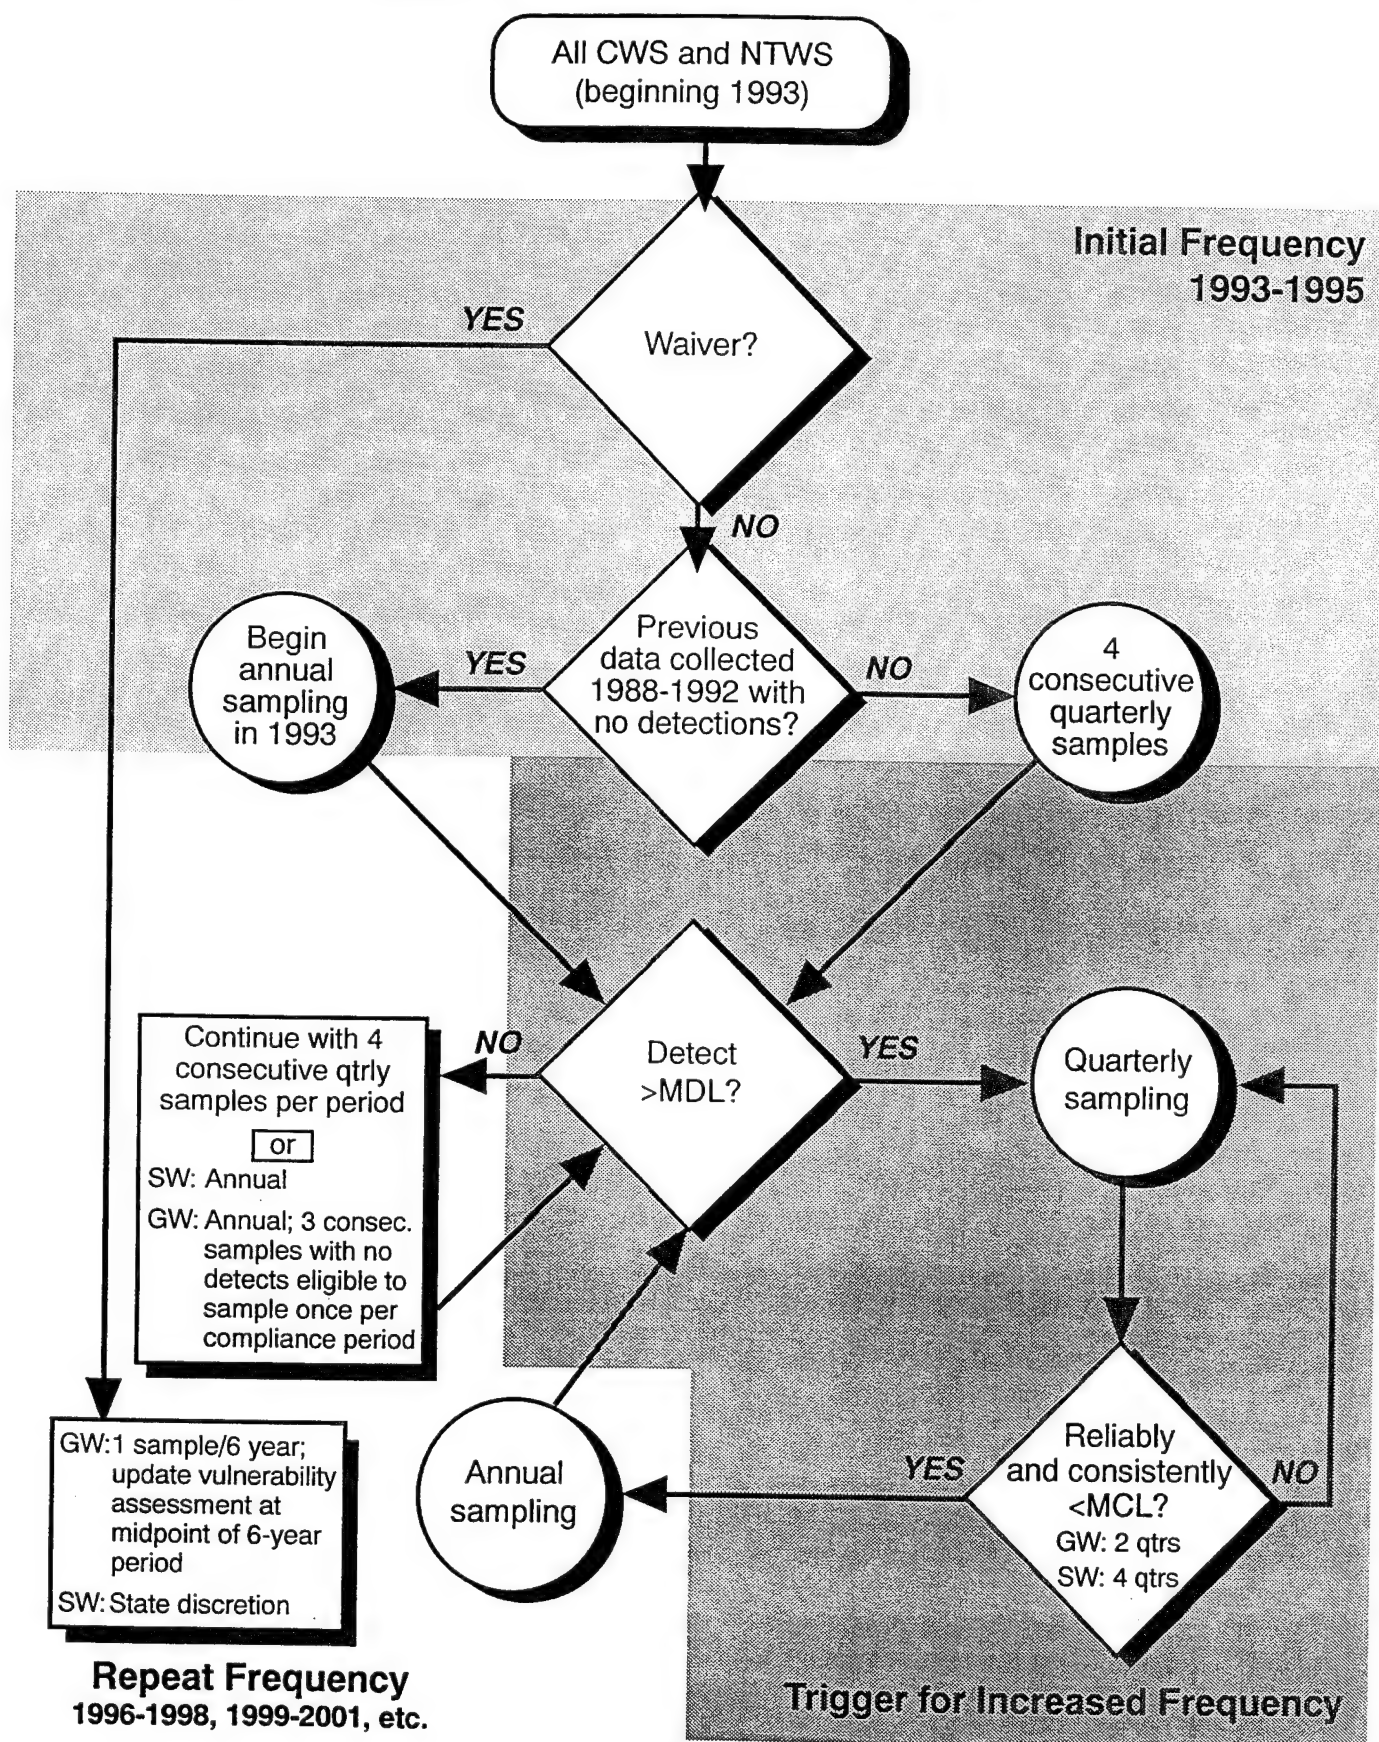 All CWS and NTWS
(beginning 1993)
Initial Frequency
1993-1995
YES
Waiver?
NO
Begin
annual
sampling
in 1993
YES
Previous
data collected
1988-1992 with
no detections?
NO
4
consecutive
quarterly
samples
Continue with 4
consecutive qtrly
samples per period
or
SW: Annual
GW: Annual; 3 consec.
samples with no
detects eligible to
sample once per
compliance period
NO
Detect
>MDL?
YES
Quarterly
sampling
GW: 1 sample/6 year;
update vulnerability
assessment at
midpoint of 6-year
period
SW: State discretion
Annual
sampling
YES
Reliably
and consistently
<MCL?
GW: 2 qtrs
SW: 4 qtrs
NO
Repeat Frequency
1996-1998, 1999-2001, etc.
Trigger for Increased Frequency